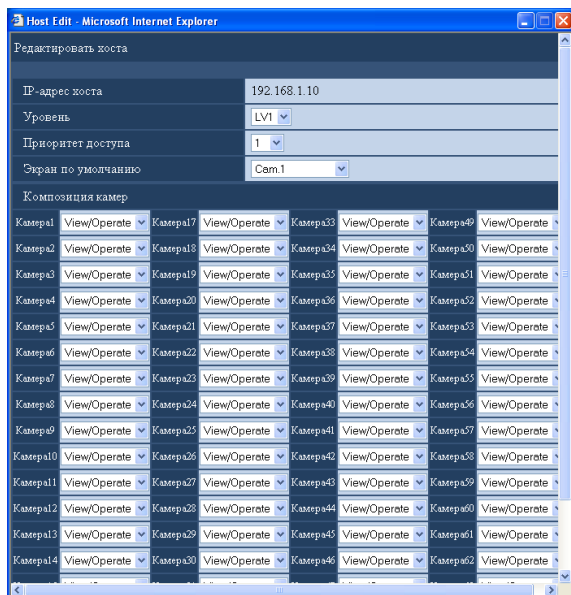 Host Edit - Microsoft Internet Explorer
Редактировать хоста
IP-адрес хоста 192.168.1.10
Уровень LV1
Приоритет доступа 1
Экран по умолчанию Cam.1
Композиция камер
Камера1 View/Operate Камера17 View/Operate Камера33 View/Operate Камера49 View/Operate
Камера2 View/Operate Камера18 View/Operate Камера34 View/Operate Камера50 View/Operate
Камера3 View/Operate Камера19 View/Operate Камера35 View/Operate Камера51 View/Operate
Камера4 View/Operate Камера20 View/Operate Камера36 View/Operate Камера52 View/Operate
Камера5 View/Operate Камера21 View/Operate Камера37 View/Operate Камера53 View/Operate
Камера6 View/Operate Камера22 View/Operate Камера38 View/Operate Камера54 View/Operate
Камера7 View/Operate Камера23 View/Operate Камера39 View/Operate Камера55 View/Operate
Камера8 View/Operate Камера24 View/Operate Камера40 View/Operate Камера56 View/Operate
Камера9 View/Operate Камера25 View/Operate Камера41 View/Operate Камера57 View/Operate
Камера10 View/Operate Камера26 View/Operate Камера42 View/Operate Камера58 View/Operate
Камера11 View/Operate Камера27 View/Operate Камера43 View/Operate Камера59 View/Operate
Камера12 View/Operate Камера28 View/Operate Камера44 View/Operate Камера60 View/Operate
Камера13 View/Operate Камера29 View/Operate Камера45 View/Operate Камера61 View/Operate
Камера14 View/Operate Камера30 View/Operate Камера46 View/Operate Камера62 View/Operate